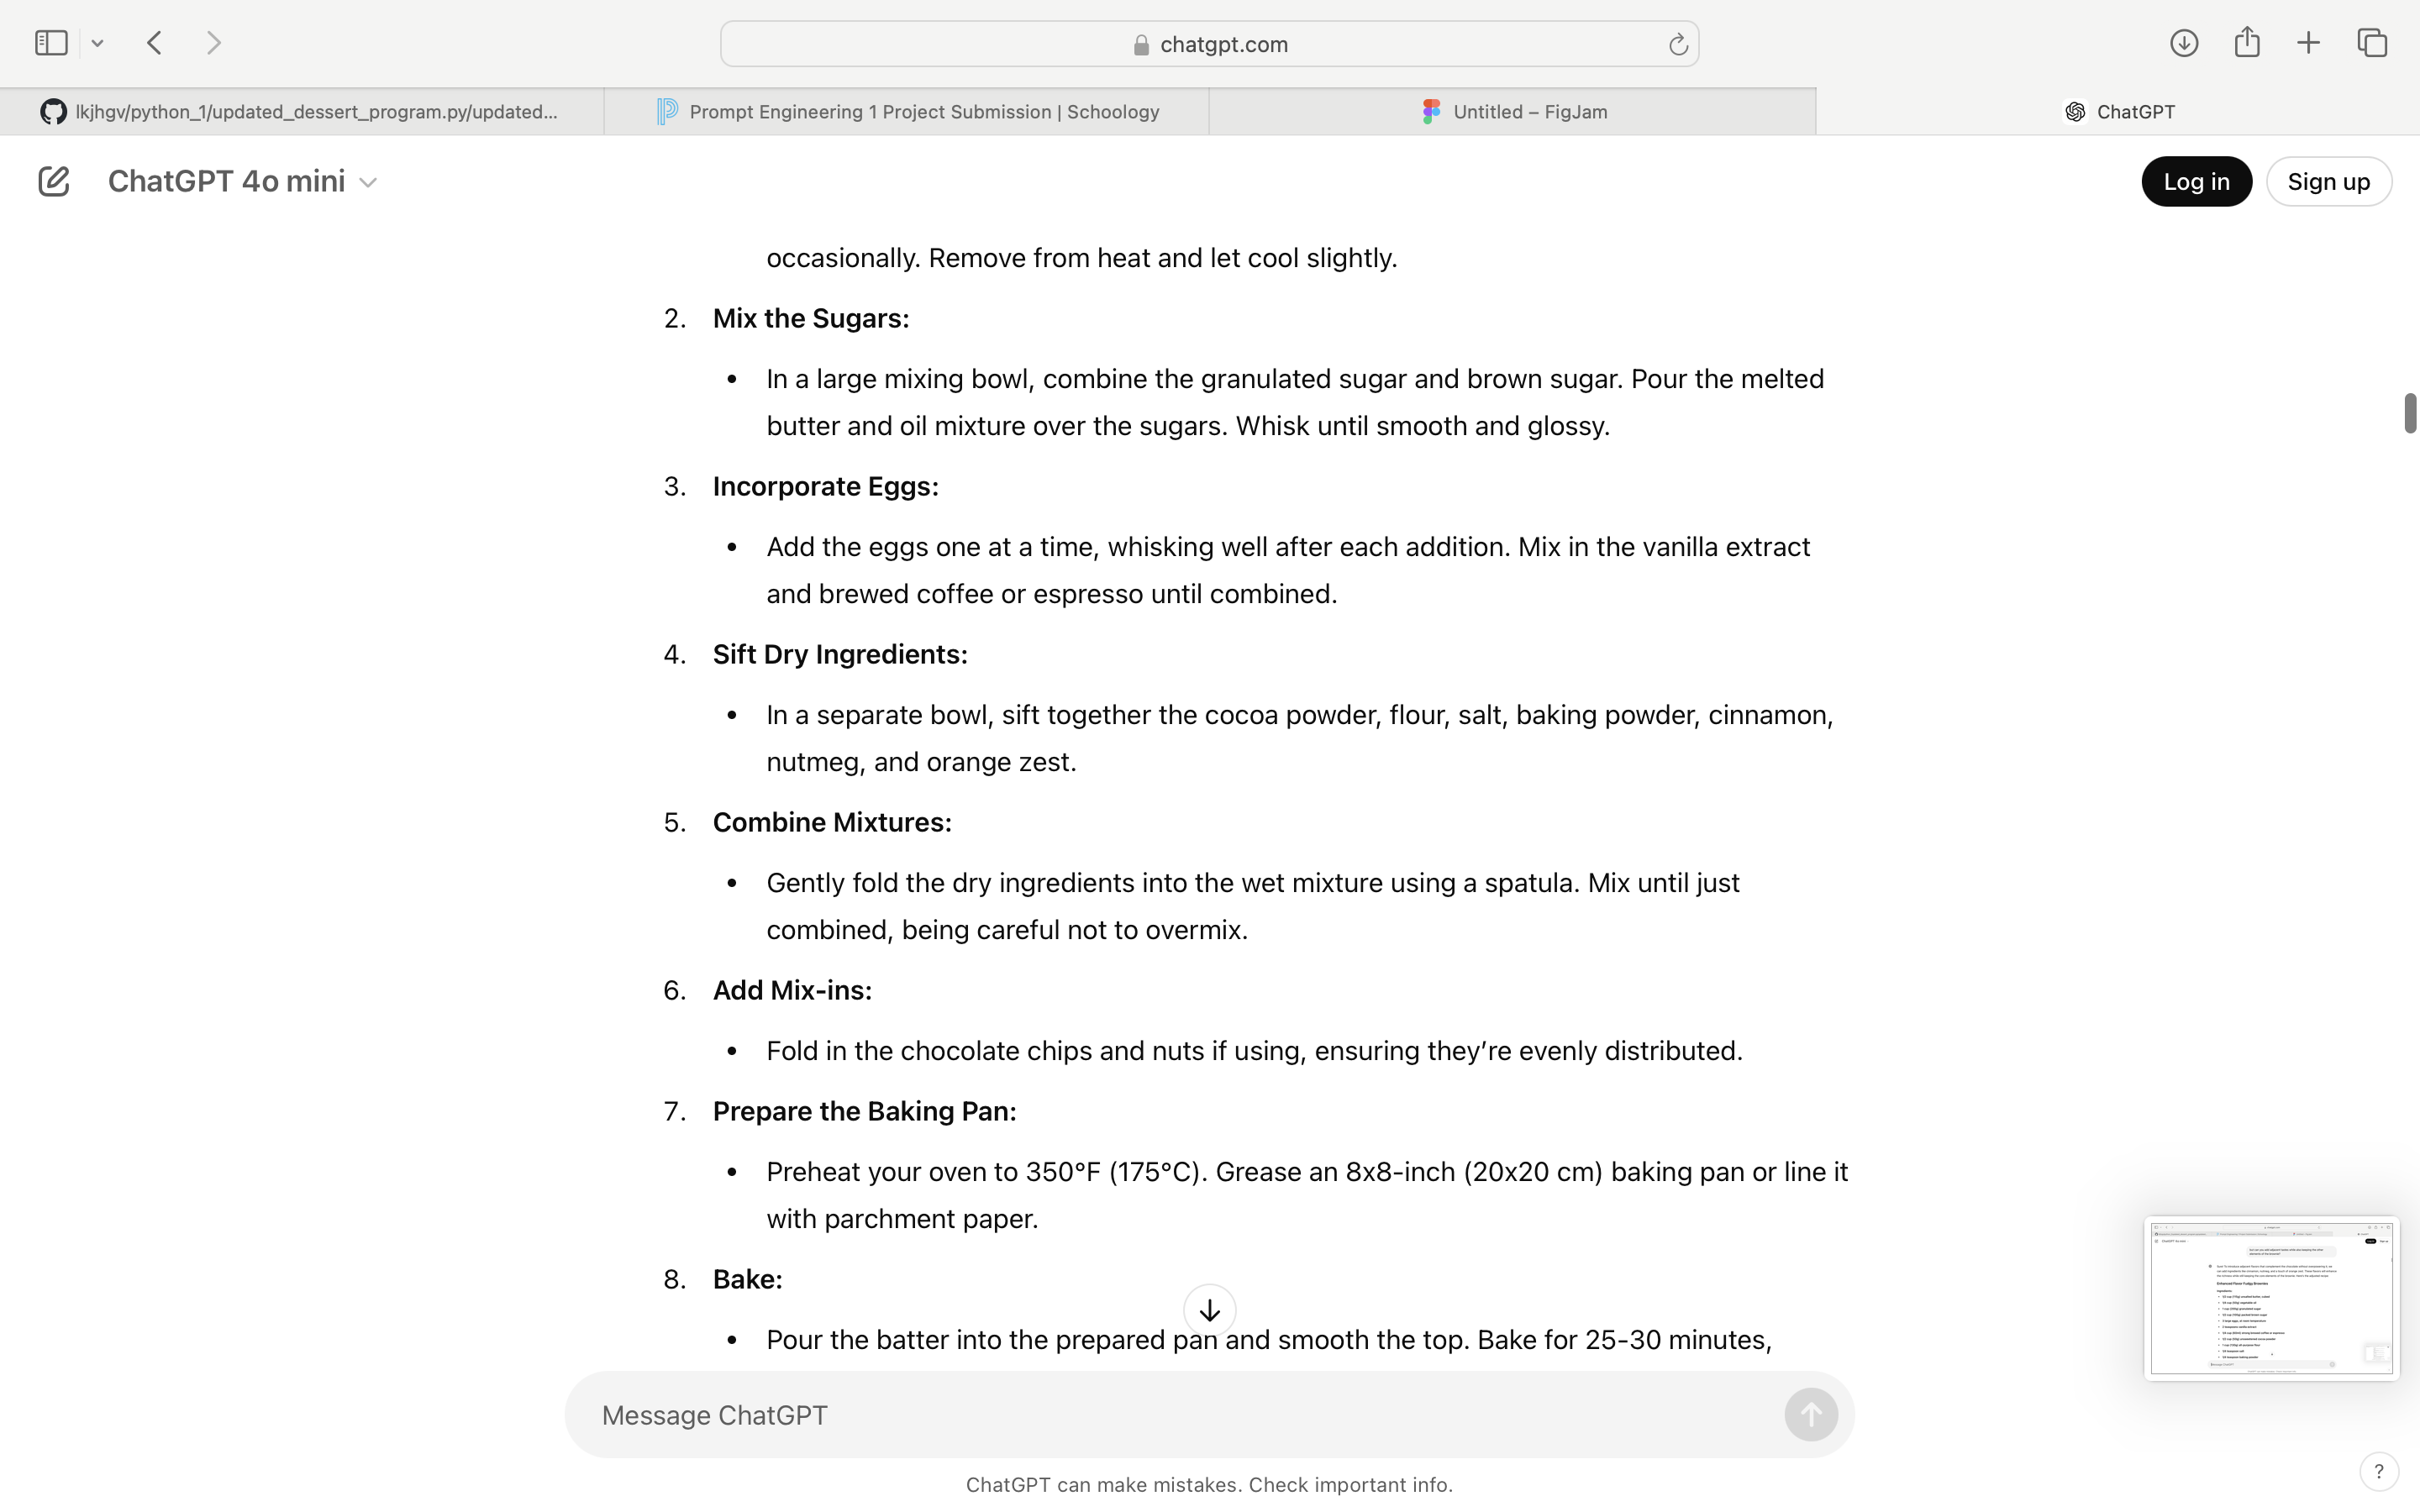 chatgpt.com
lkjhgv/python_1/updated_dessert_program.py/updated...
Prompt Engineering 1 Project Submission | Schoology
Untitled – FigJam
ChatGPT
ChatGPT 4o mini
Log in
Sign up
occasionally. Remove from heat and let cool slightly.
2. Mix the Sugars:
• In a large mixing bowl, combine the granulated sugar and brown sugar. Pour the melted
butter and oil mixture over the sugars. Whisk until smooth and glossy.
3. Incorporate Eggs:
• Add the eggs one at a time, whisking well after each addition. Mix in the vanilla extract
and brewed coffee or espresso until combined.
4. Sift Dry Ingredients:
• In a separate bowl, sift together the cocoa powder, flour, salt, baking powder, cinnamon,
nutmeg, and orange zest.
5. Combine Mixtures:
• Gently fold the dry ingredients into the wet mixture using a spatula. Mix until just
combined, being careful not to overmix.
6. Add Mix-ins:
• Fold in the chocolate chips and nuts if using, ensuring they’re evenly distributed.
7. Prepare the Baking Pan:
• Preheat your oven to 350°F (175°C). Grease an 8x8-inch (20x20 cm) baking pan or line it
with parchment paper.
8. Bake:
• Pour the batter into the prepared pan and smooth the top. Bake for 25-30 minutes,
Message ChatGPT
ChatGPT can make mistakes. Check important info.
?